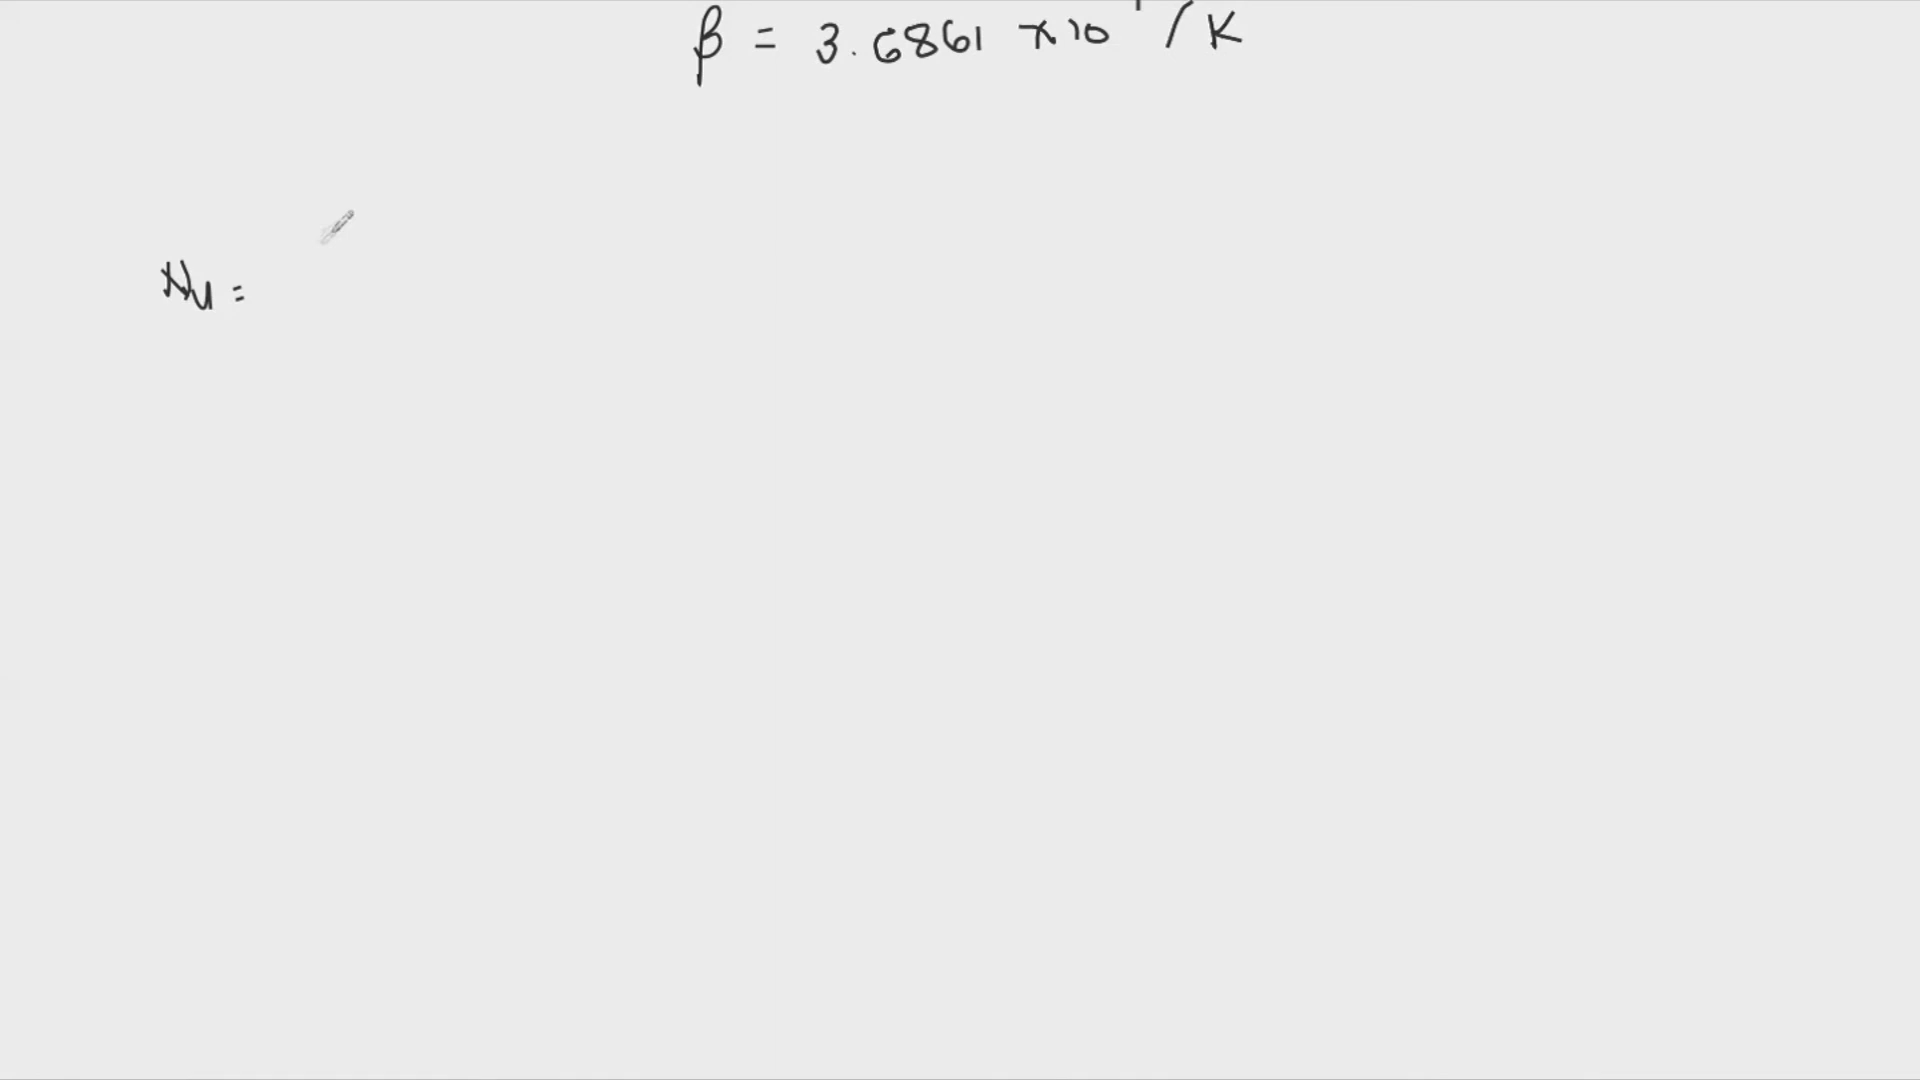 β = 3.6861 x10 / K
Nu =